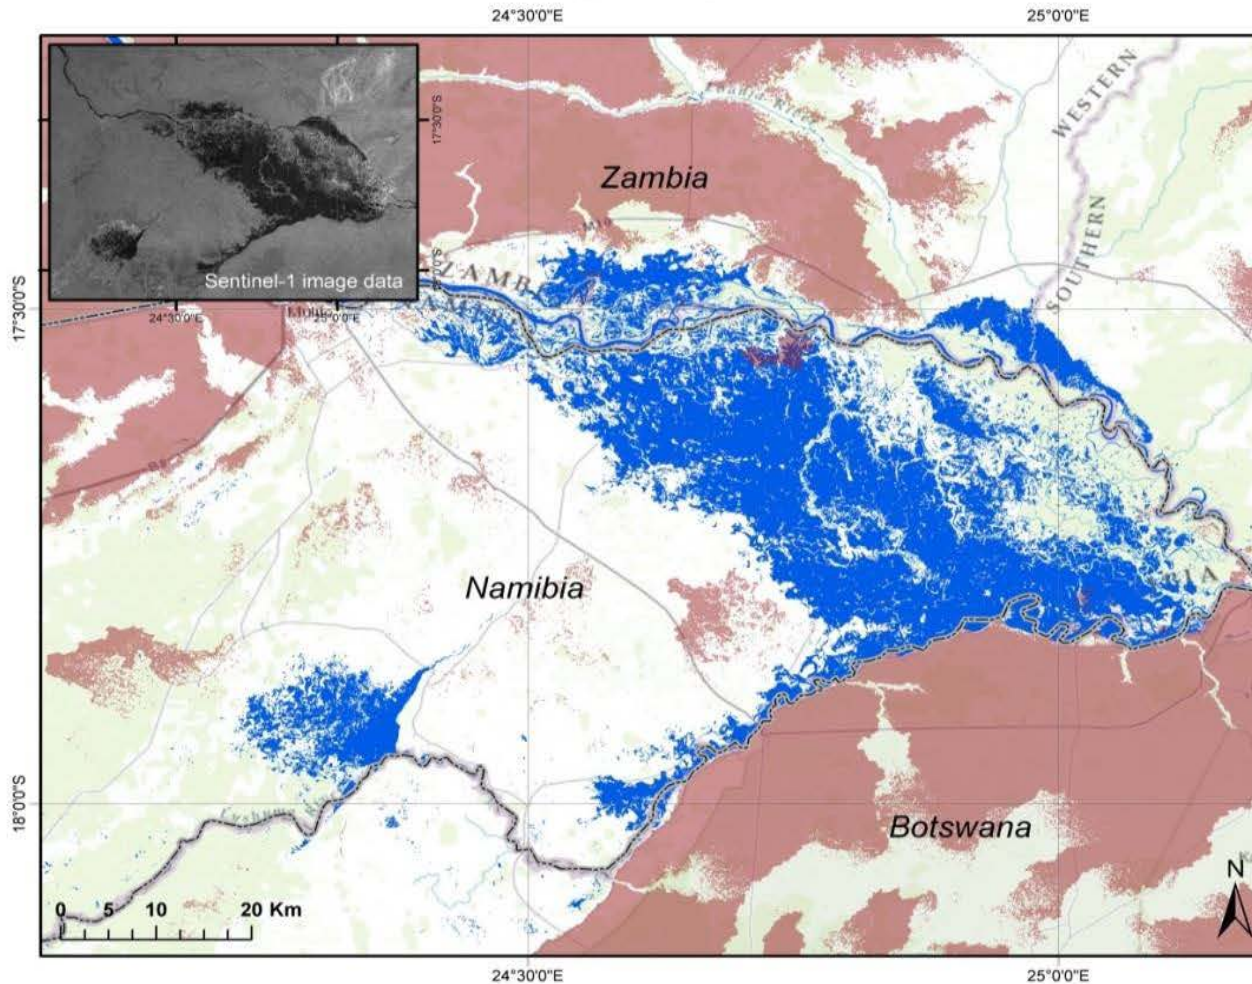 24°30'0"E
25°0'0"E
17°30'0"S
Sentinel-1 image data
24°30'0"E
25°0'0"E
Zambia
WESTERN
SOUTHERN
17°30'0"S
Namibia
18°0'0"S
Botswana
N
0 5 10 20 Km
24°30'0"E
25°0'0"E